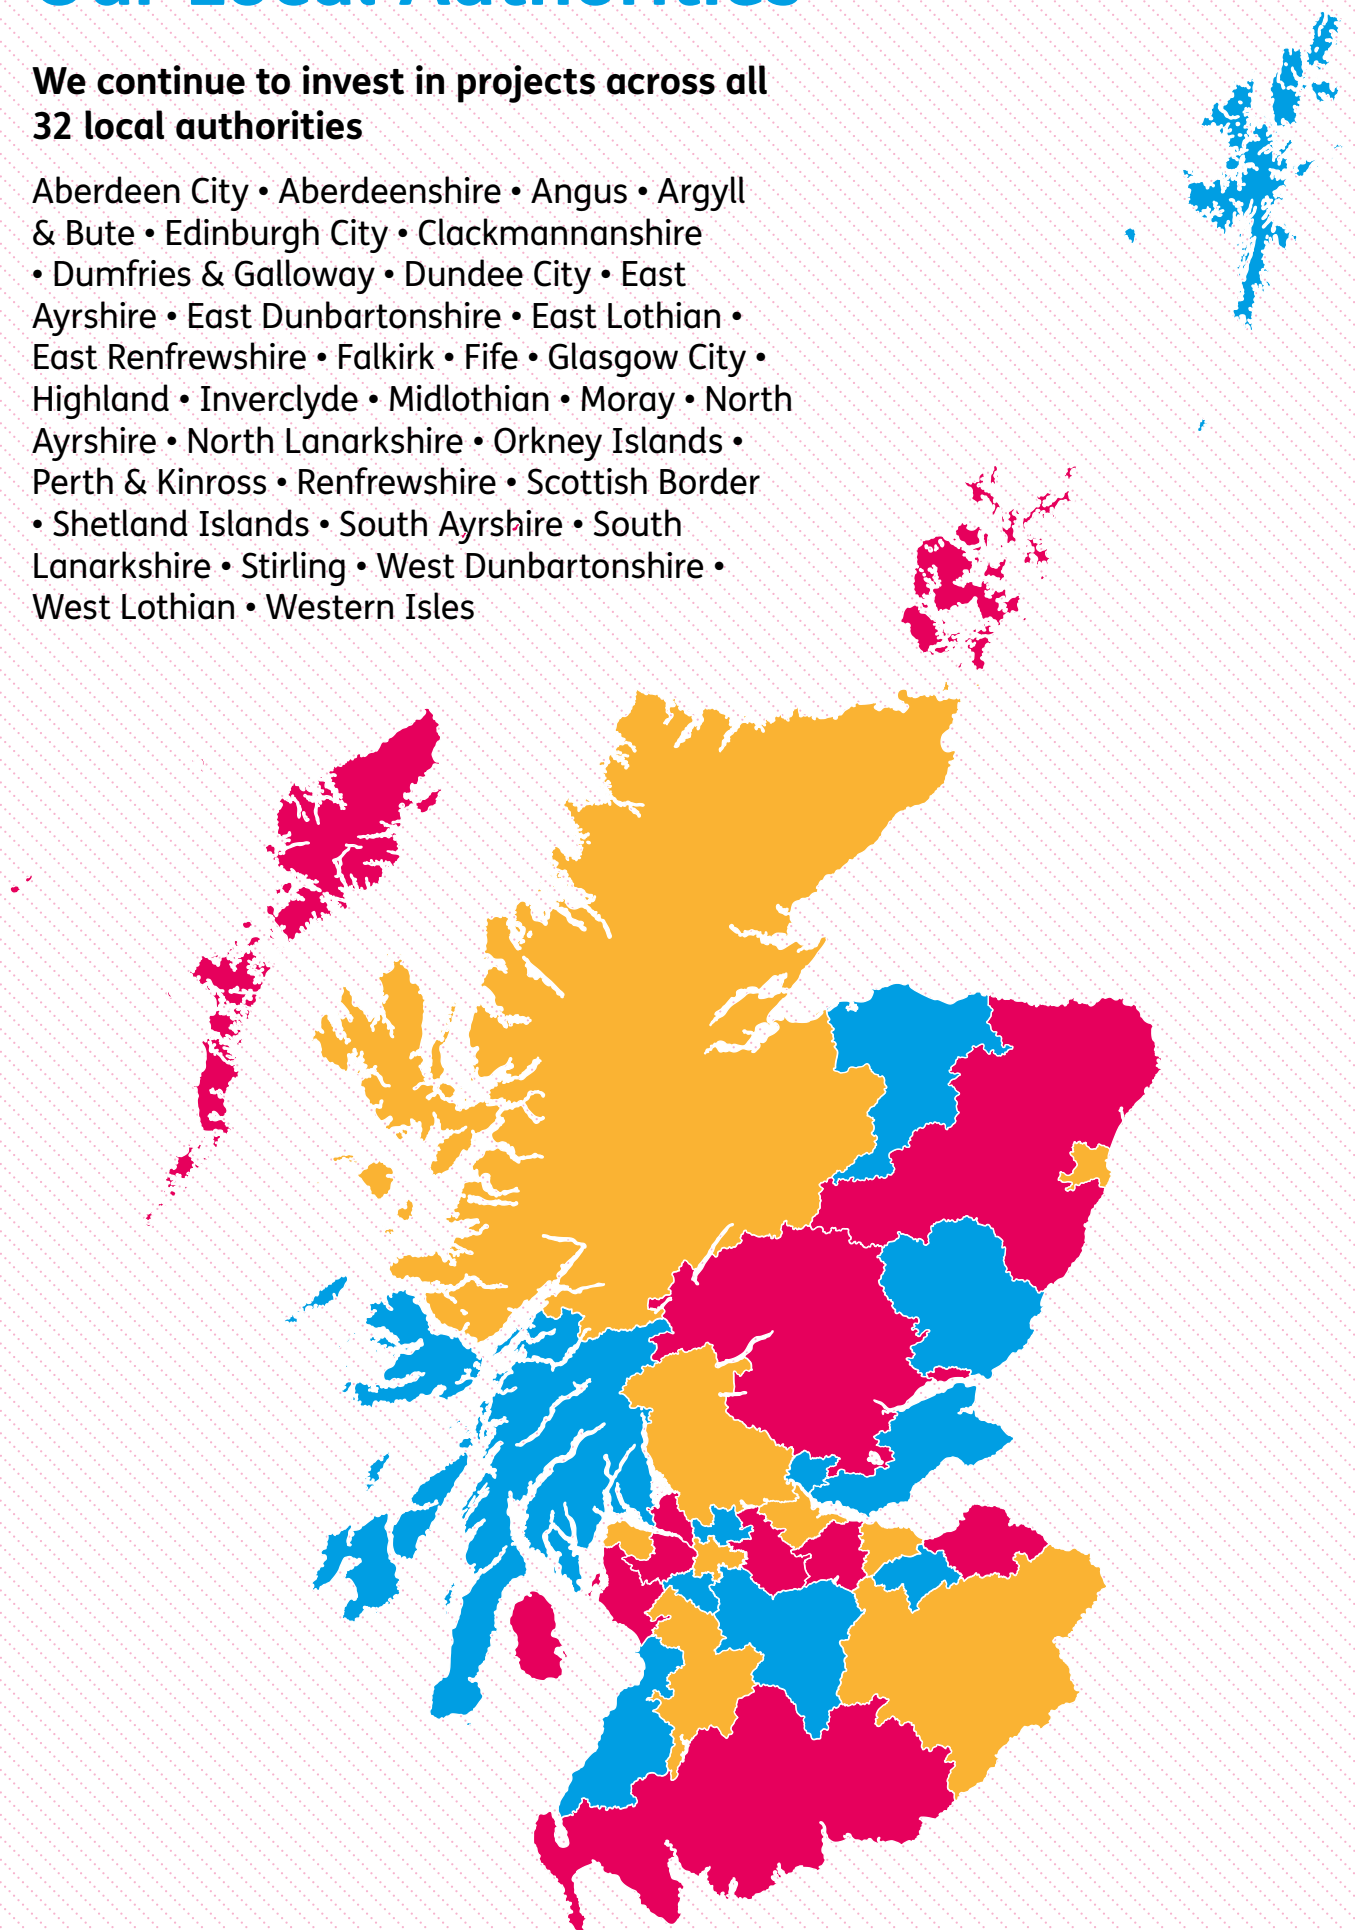 Our Local Authorities
We continue to invest in projects across all
32 local authorities
Aberdeen City • Aberdeenshire • Angus • Argyll
& Bute • Edinburgh City • Clackmannanshire
• Dumfries & Galloway • Dundee City • East
Ayrshire • East Dunbartonshire • East Lothian •
East Renfrewshire • Falkirk • Fife • Glasgow City •
Highland • Inverclyde • Midlothian • Moray • North
Ayrshire • North Lanarkshire • Orkney Islands •
Perth & Kinross • Renfrewshire • Scottish Border
• Shetland Islands • South Ayrshire • South
Lanarkshire • Stirling • West Dunbartonshire •
West Lothian • Western Isles